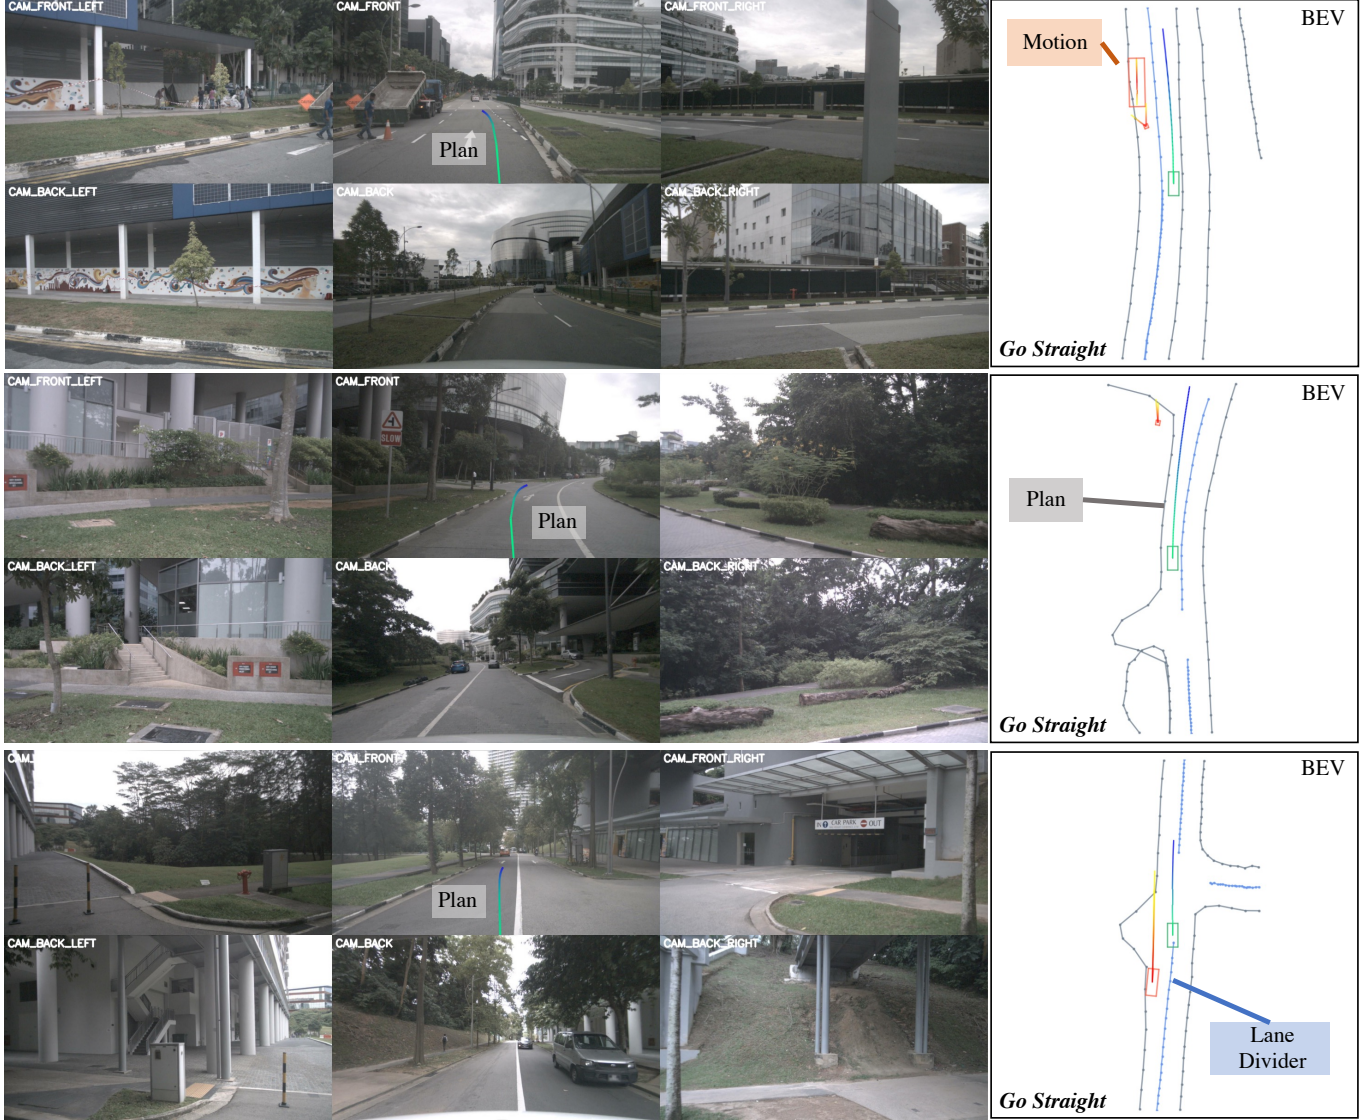 CAM_FRONT_LEFT
CAM_FRONT
CAM_FRONT_RIGHT
BEV
Motion
Plan
CAM_BACK_LEFT
CAM_BACK
CAM_BACK_RIGHT
Go Straight
CAM_FRONT_LEFT
CAM_FRONT
BEV
SLOW
Plan
Plan
CAM_BACK_LEFT
CAM_BACK
Go Straight
CAM_FRONT
CAM_FRONT_RIGHT
BEV
IN CAR PARK OUT
Plan
CAM_BACK_LEFT
CAM_BACK
CAM_BACK_RIGHT
Lane
Divider
Go Straight